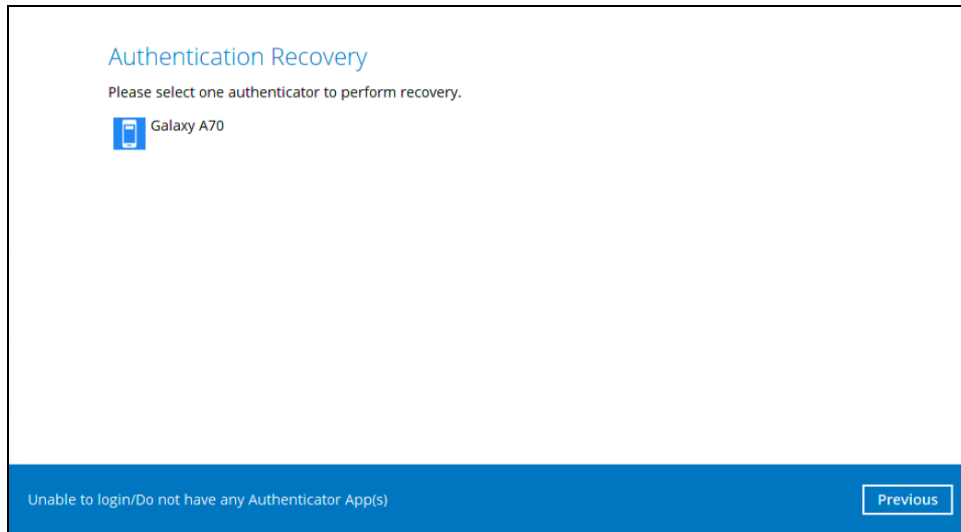 Authentication Recovery
Please select one authenticator to perform recovery.
Galaxy A70
Unable to login/Do not have any Authenticator App(s)
Previous